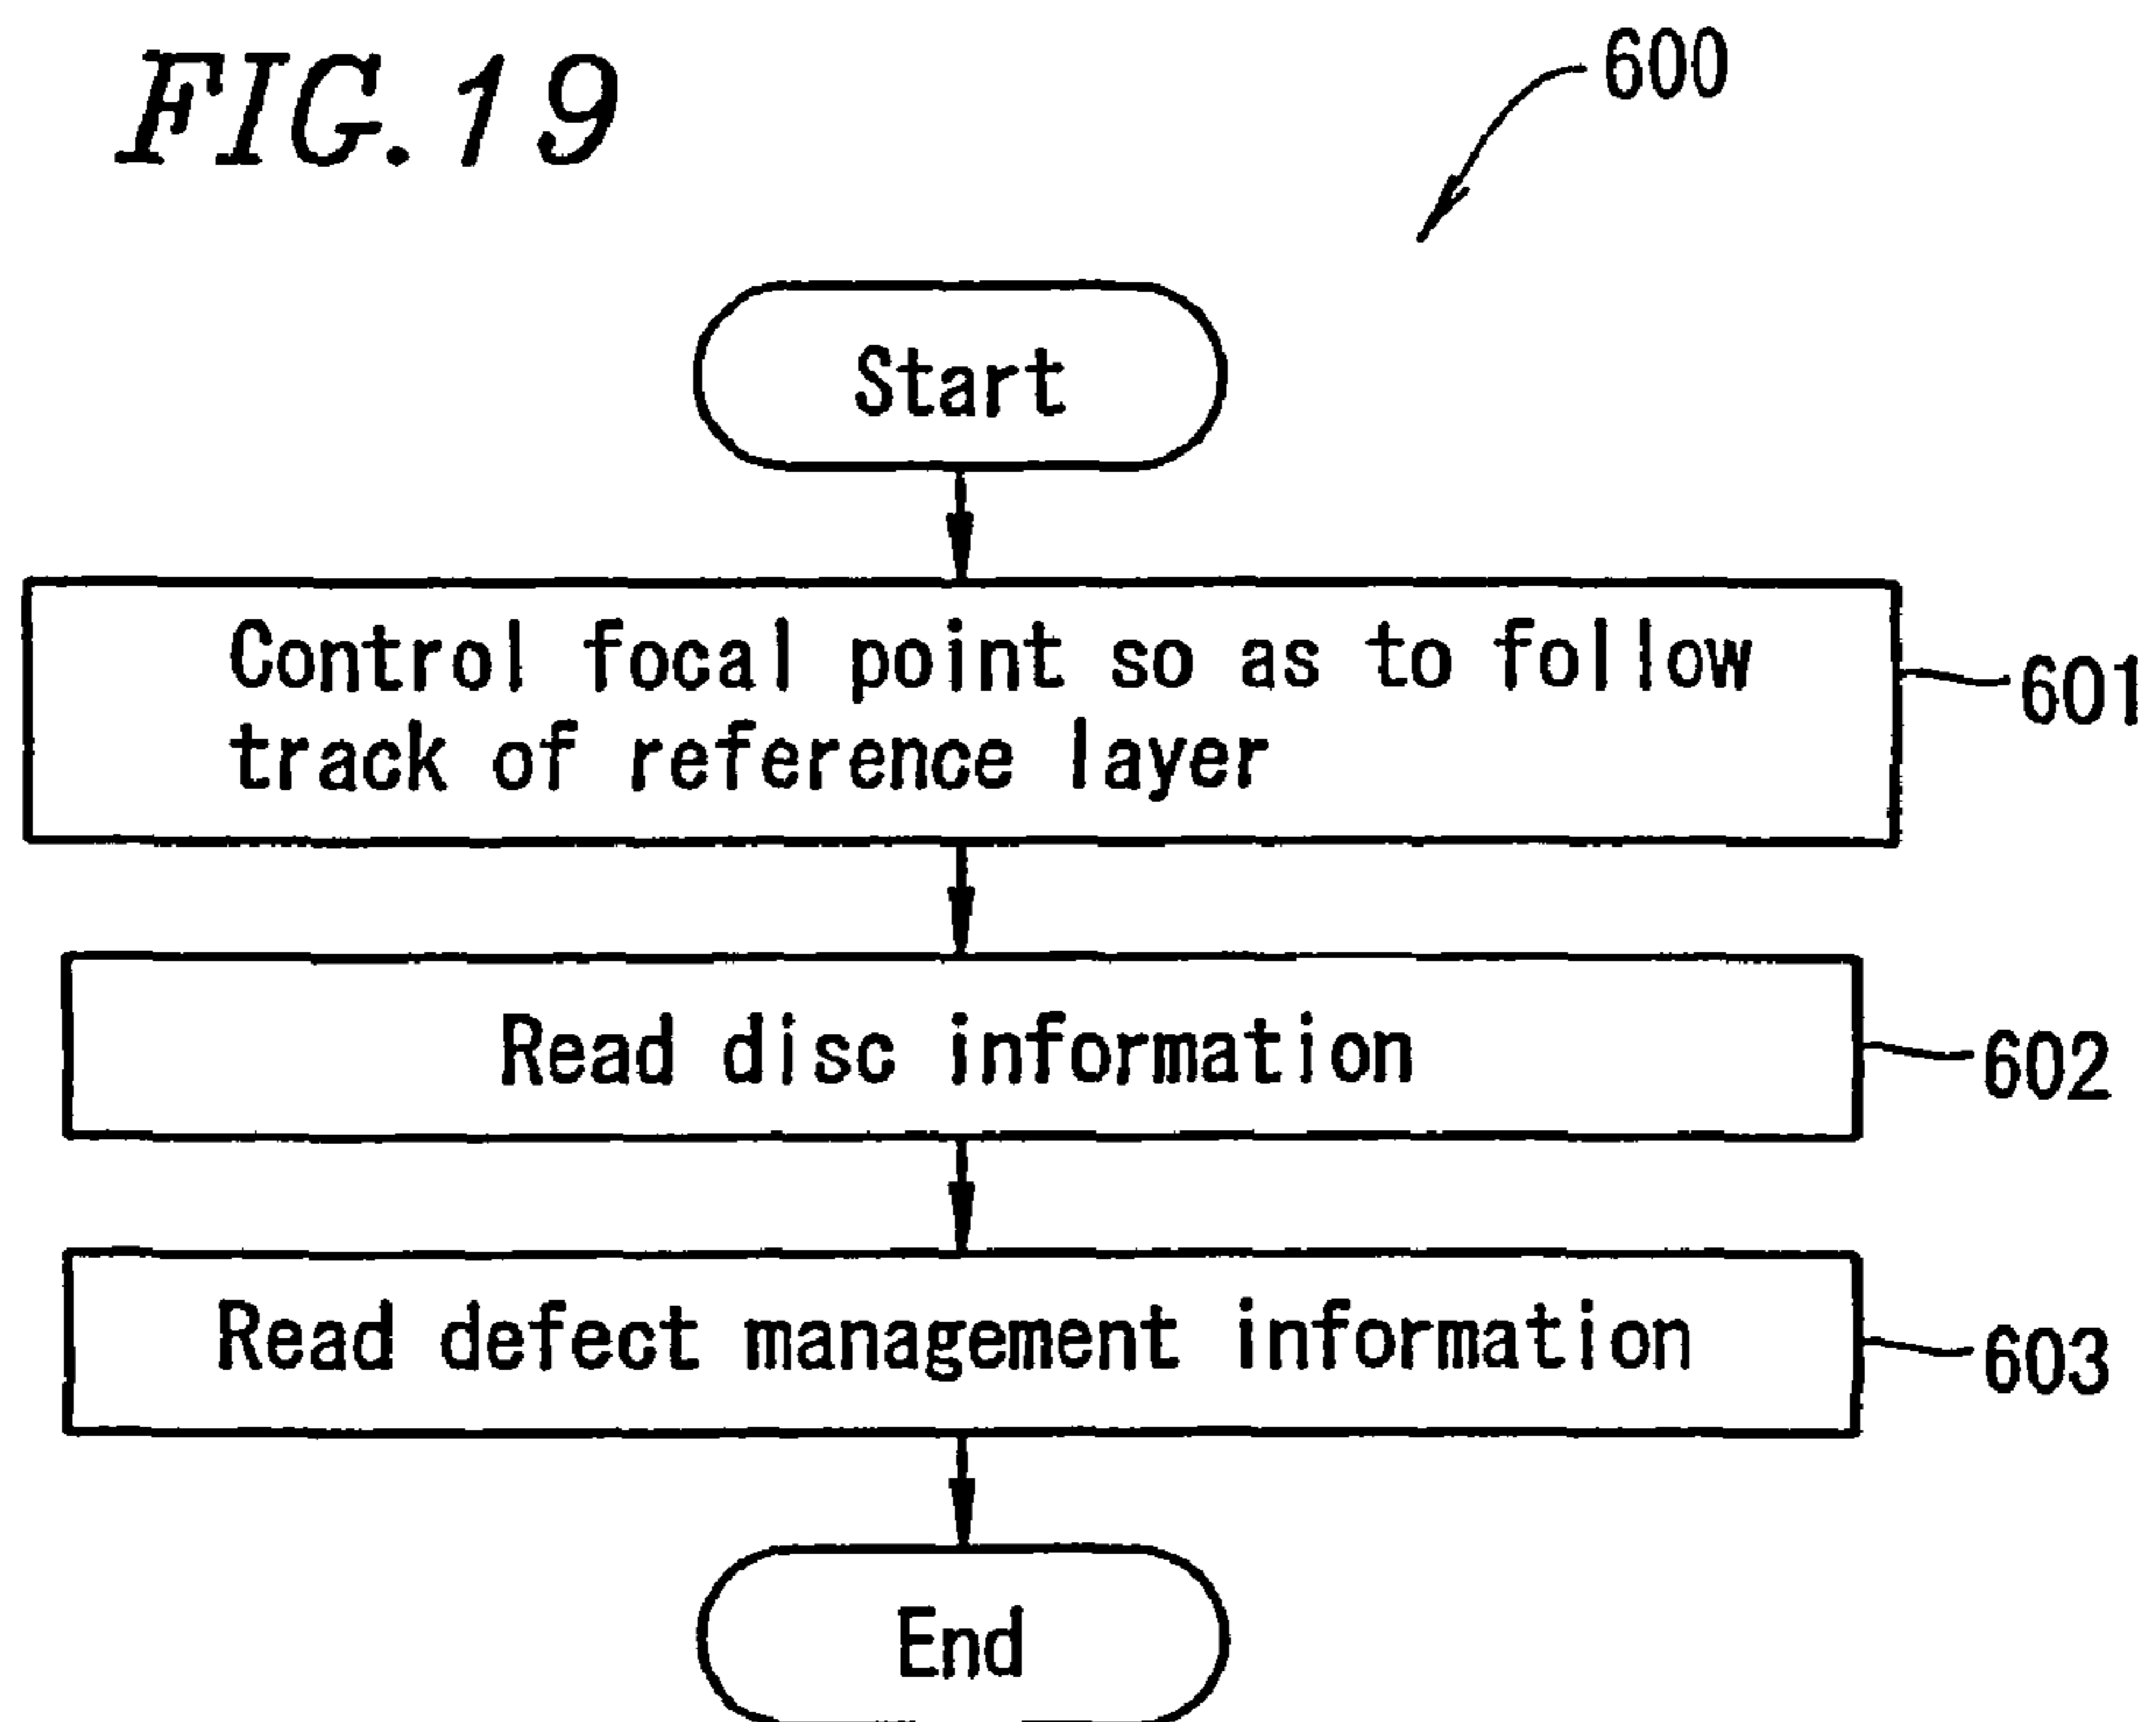 FIG.19
600
Start
Control focal point so as to follow
track of reference layer
601
Read disc information
602
Read defect management information
603
End